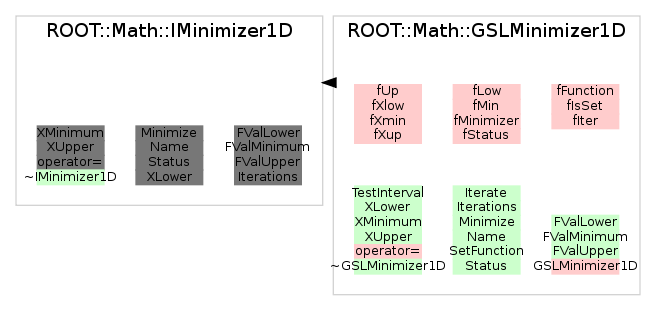 ROOT::Math::IMinimizer1D
XMinimum
XUpper
operator=
~IMinimizer1D
Minimize
Name
Status
XLower
FValLower
FValMinimum
FValUpper
Iterations
ROOT::Math::GSLMinimizer1D
fUp
fXlow
fXmin
fXup
fLow
fMin
fMinimizer
fStatus
fFunction
fIsSet
fIter
TestInterval
XLower
XMinimum
XUpper
operator=
~GSLMinimizer1D
Iterate
Iterations
Minimize
Name
SetFunction
Status
FValLower
FValMinimum
FValUpper
GSLMinimizer1D